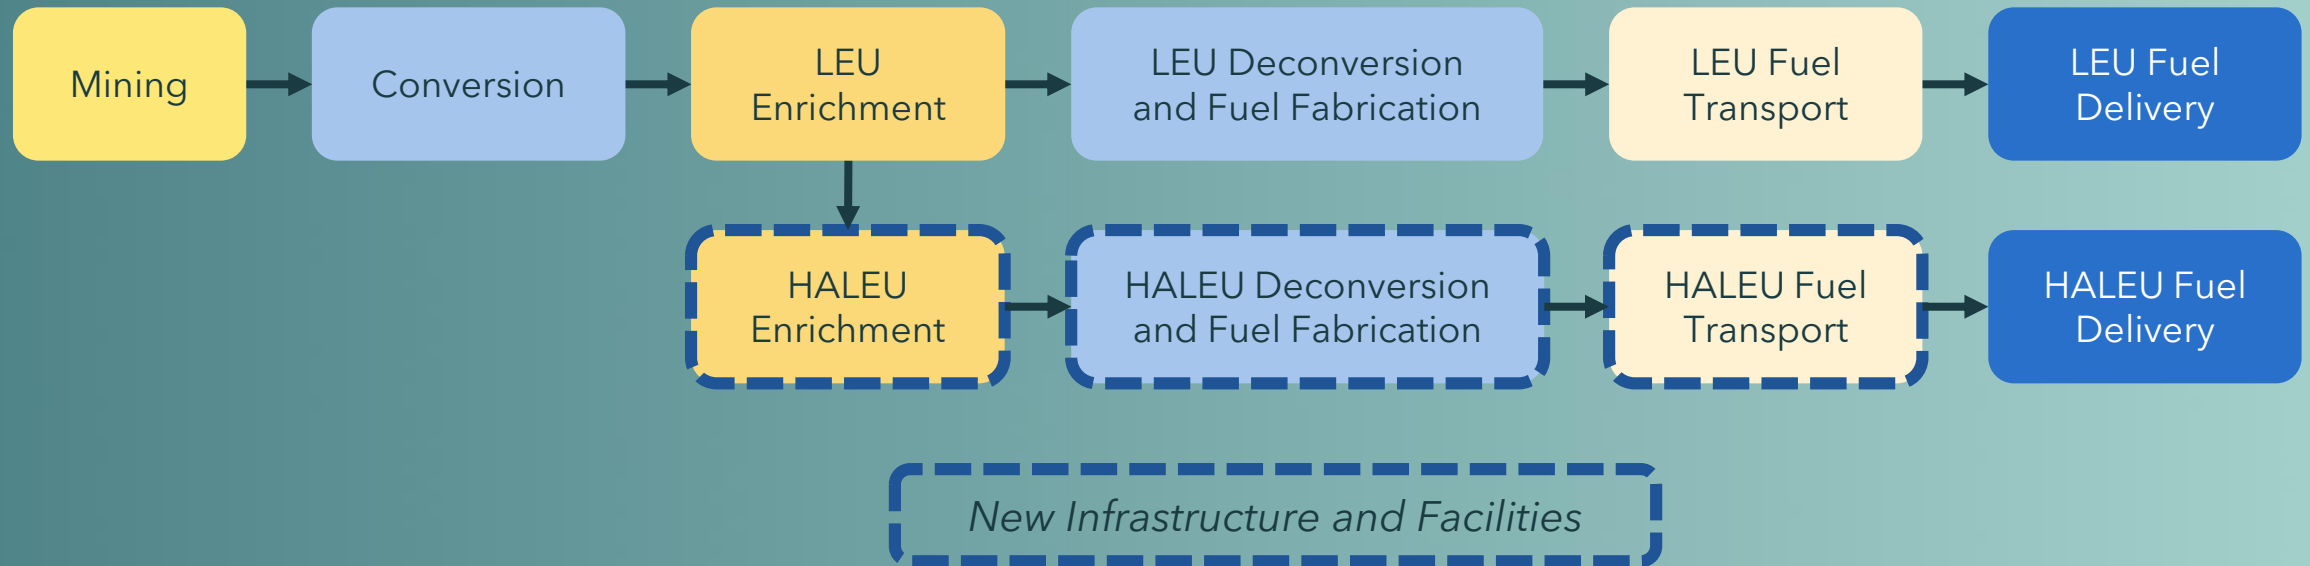 Mining
Conversion
LEU
Enrichment
LEU Deconversion
and Fuel Fabrication
LEU Fuel
Transport
LEU Fuel
Delivery
HALEU
Enrichment
HALEU Deconversion
and Fuel Fabrication
HALEU Fuel
Transport
HALEU Fuel
Delivery
New Infrastructure and Facilities